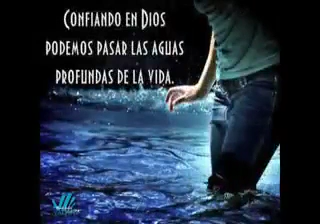 Confiando en Dios
podemos pasar las aguas
profundas de la vida.